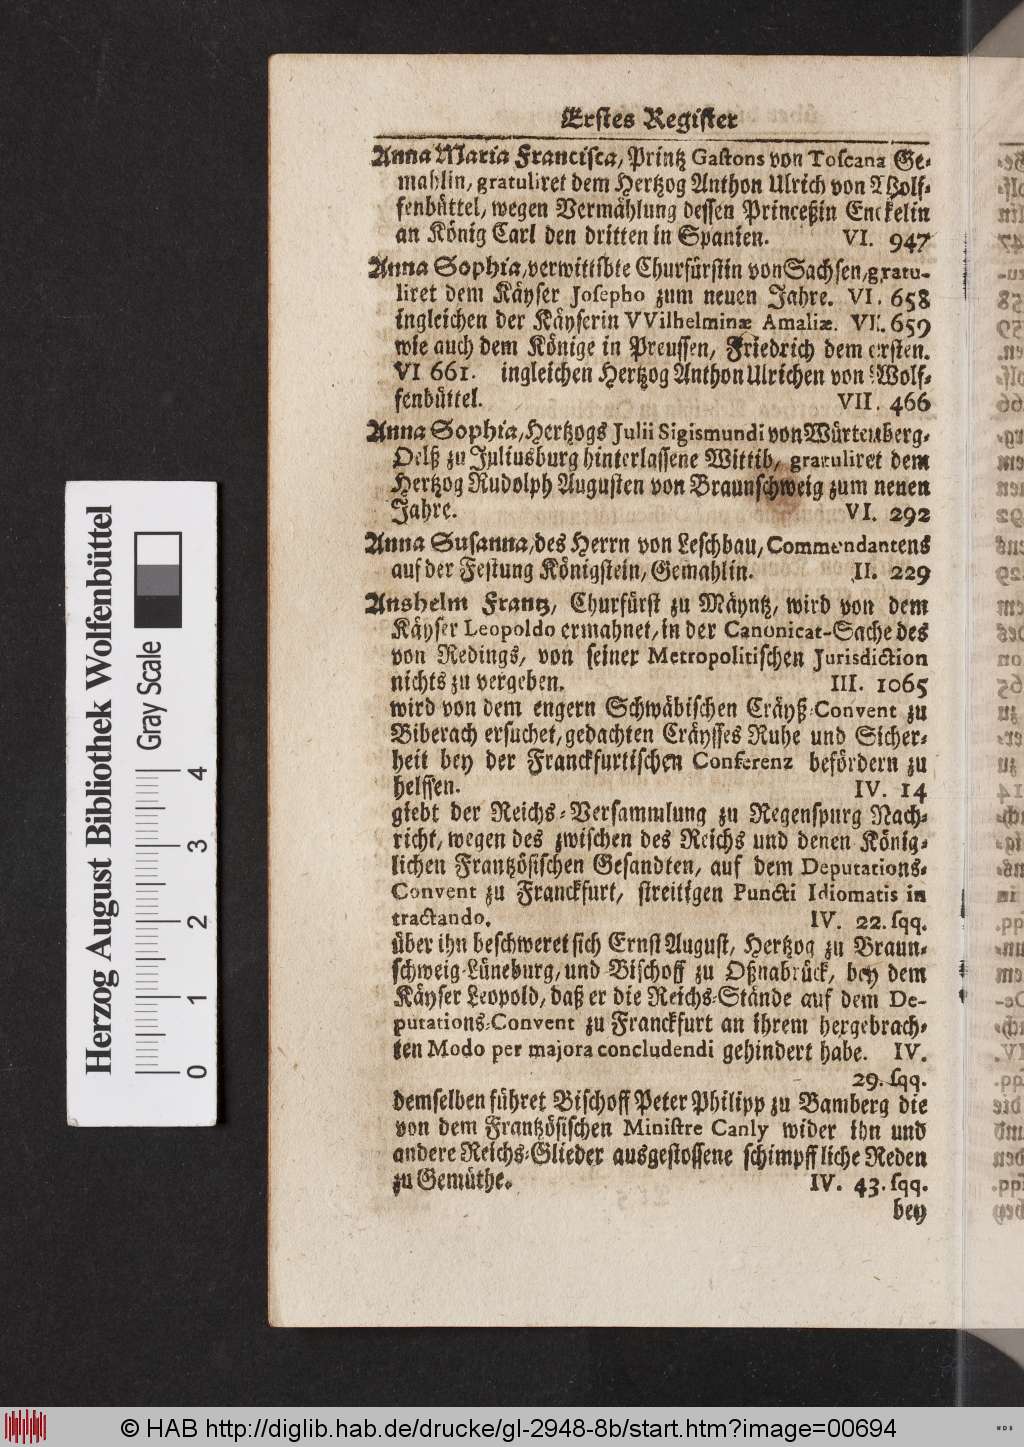 Erſtes Regiſter
Anna Maria Franciſca, Printz Gaſtons von Toſcana Ge-
mahlin, gratuliret dem Hertzog Anthon Ulrich von Wolf-
fenbüttel, wegen Vermählung deſſen Princeßin Enckelin
an König Carl den dritten in Spanien. VI. 947
Anna Sophia, verwittibte Churfürſtin von Sachſen, gratu-
liret dem Käyſer Joſepho zum neuen Jahre. VI. 658
ingleichen der Käyſerin VVilhelminæ Amaliæ. VI. 659
wie auch dem Könige in Preuſſen, Friedrich dem erſten.
VI 661. ingleichen Hertzog Anthon Ulrichen von Wolf-
fenbüttel. VII. 466
Anna Sophia, Hertzogs Julii Sigismundi von Würtemberg-
Oelß zu Juliusburg hinterlaſſene Wittib, gratuliret dem
Hertzog Rudolph Auguſten von Braunſchweig zum neuen
Jahre. VI. 292
Anna Suſanna, des Herrn von Leſchbau, Commendantens
auf der Feſtung Königſtein, Gemahlin. II. 229
Anshelm Frantz, Churfürſt zu Mäyntz, wird von dem
Käyſer Leopoldo ermahnet, in der Canonicat-Sache des
von Redings, von ſeiner Metropolitiſchen Jurisdiction
nichts zu vergeben. III. 1065
wird von dem engern Schwäbiſchen Cräyß-Convent zu
Biberach erſuchet, gedachten Cräyſſes Ruhe und Sicher-
heit bey der Franckfurtiſchen Conferenz befördern zu
helffen. IV. 14
giebt der Reichs-Verſammlung zu Regenſpurg Nach-
richt, wegen des zwiſchen des Reichs und denen König-
lichen Frantzöſiſchen Geſandten, auf dem Deputations-
Convent zu Franckfurt, ſtreitigen Puncti Idiomatis in
tractando. IV. 22. ſqq.
über ihn beſchweret ſich Ernſt Auguſt, Hertzog zu Braun-
ſchweig-Lüneburg, und Biſchoff zu Oßnabrück, bey dem
Käyſer Leopold, daß er die Reichs-Stände auf dem De-
putations-Convent zu Franckfurt an ihrem hergebrach-
ten Modo per majora concludendi gehindert habe. IV.
29. ſqq.
demſelben führet Biſchoff Peter Philipp zu Bamberg die
von dem Frantzöſiſchen Miniſtre Canly wider ihn und
andere Reichs-Glieder ausgeſtoſſene ſchimpffliche Reden
zu Gemüthe. IV. 43. ſqq.
bey
Herzog August Bibliothek Wolfenbüttel
Gray Scale
0 1 2 3 4
© HAB http://diglib.hab.de/drucke/gl-2948-8b/start.htm?image=00694